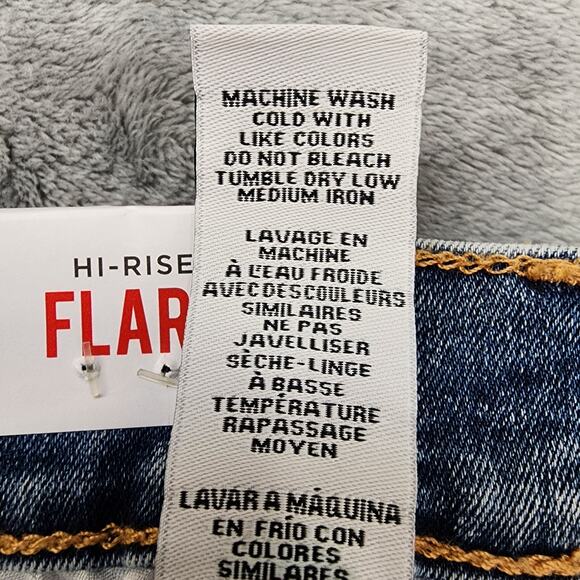 HI-RISE
FLAR
MACHINE WASH
COLD WITH
LIKE COLORS
DO NOT BLEACH
TUMBLE DRY LOW
MEDIUM IRON
LAVAGE EN
MACHINE
À L'EAU FROIDE
AVEC DES COULEURS
SIMILAIRES
NE PAS
JAVELLISER
SÈCHE-LINGE
À BASSE
TEMPÉRATURE
RAPASSAGE
MOYEN
LAVAR A MÁQUINA
EN FRÍO CON
COLORES
SIMILARES